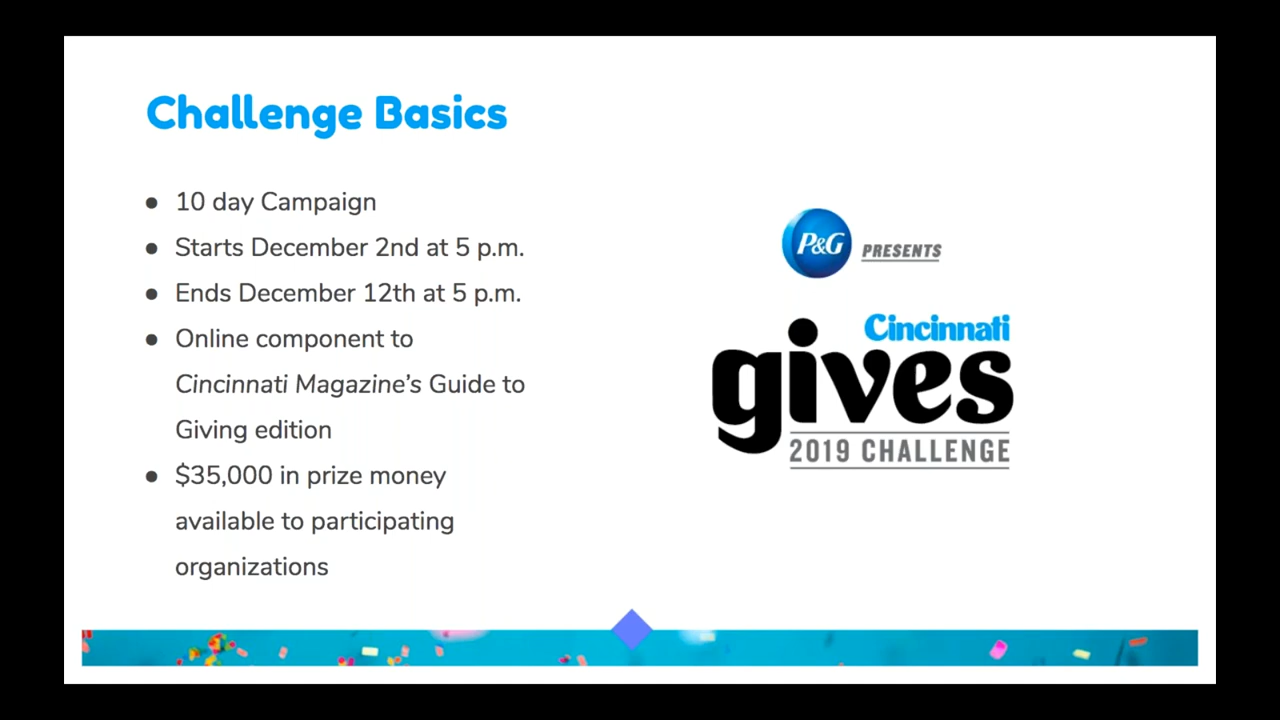 Challenge Basics
● 10 day Campaign
● Starts December 2nd at 5 p.m.
● Ends December 12th at 5 p.m.
● Online component to
Cincinnati Magazine’s Guide to
Giving edition
● $35,000 in prize money
available to participating
organizations
P&G PRESENTS
Cincinnati
gives
2019 CHALLENGE